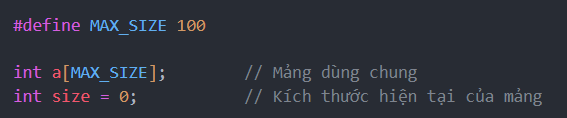 #define MAX_SIZE 100
int a[MAX_SIZE];        // Mảng dùng chung
int size = 0;           // Kích thước hiện tại của mảng